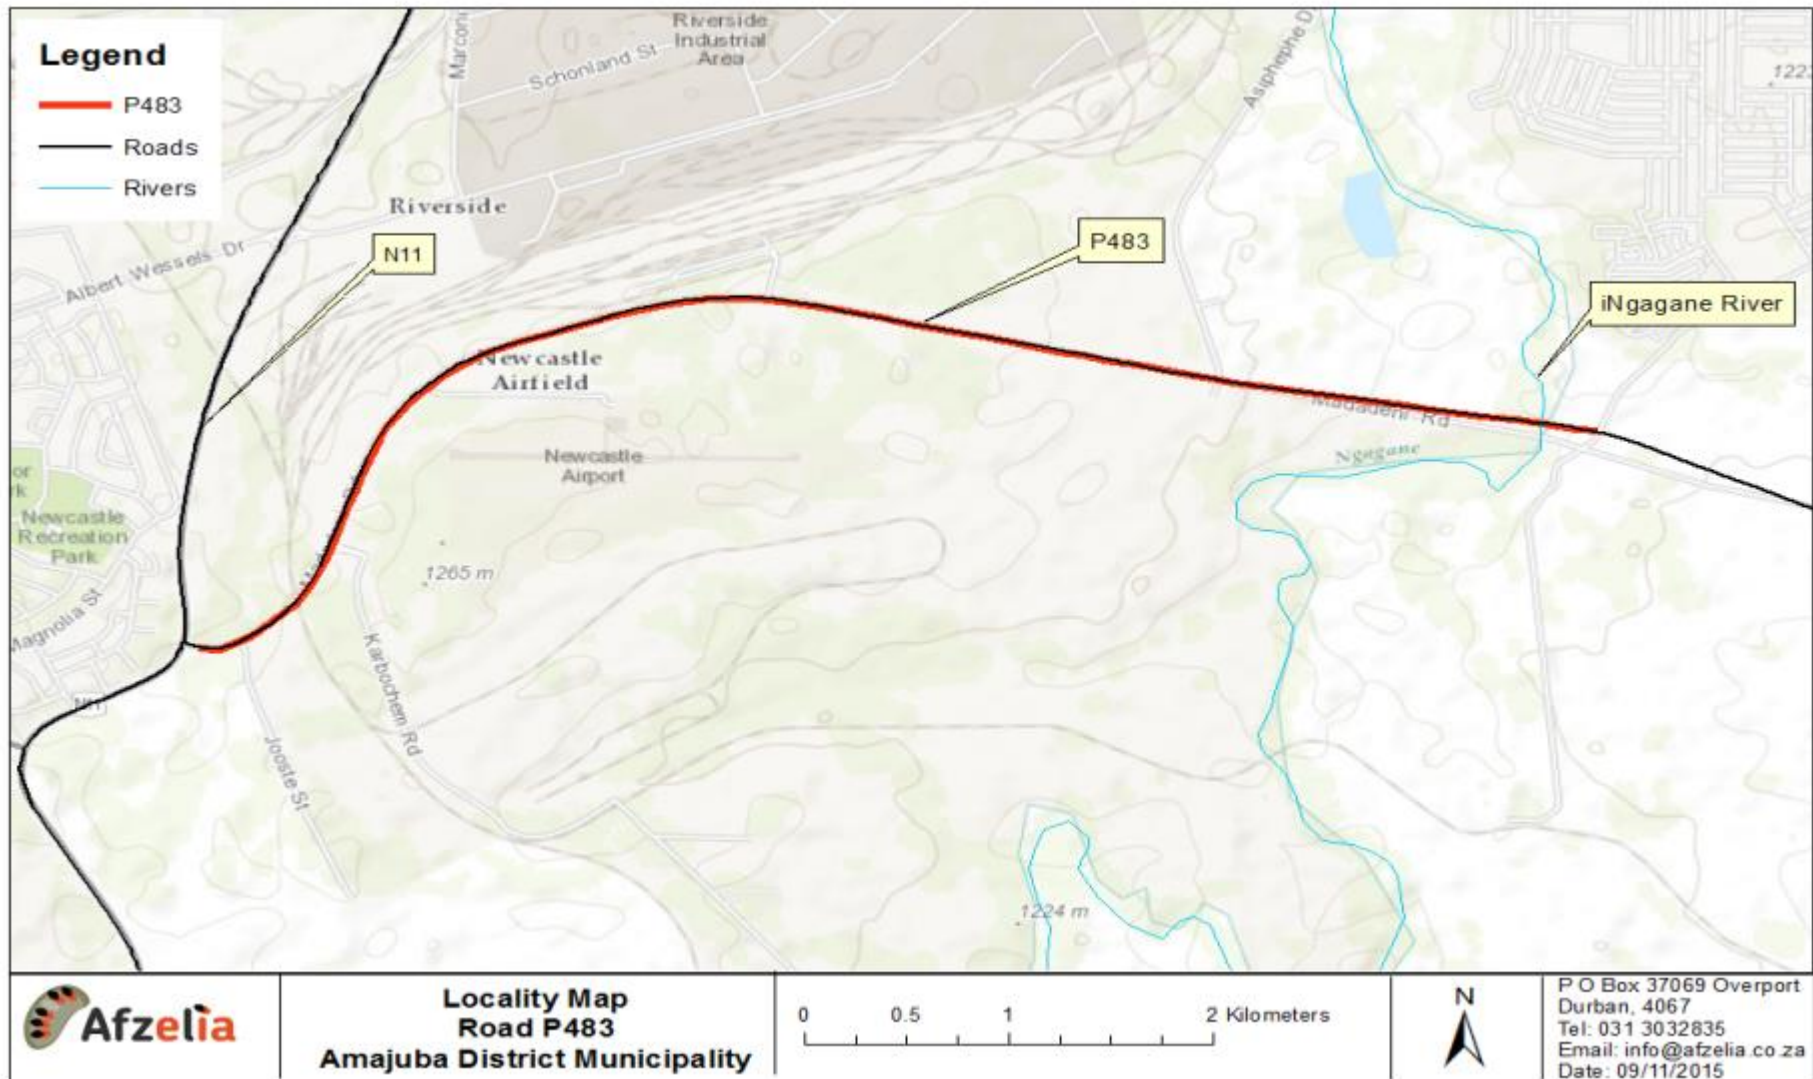 Legend
P483
Roads
Rivers
Marconi
Schonland St
Riverside
Industrial
Area
Asiphephe D
122
Riverside
Albert Wessels Dr
N11
P483
iNgagane River
Newcastle
Airfield
Newcastle
Airport
Madadeni Rd
Ngagane
Newcastle
Recreation
Park
1265 m
Magnolia St
N11
Karbochem Rd
Jooste St
1224 m
Afzelia
Locality Map
Road P483
Amajuba District Municipality
0 0.5 1 2 Kilometers
N
P O Box 37069 Overport
Durban, 4067
Tel: 031 3032835
Email: info@afzelia.co.za
Date: 09/11/2015